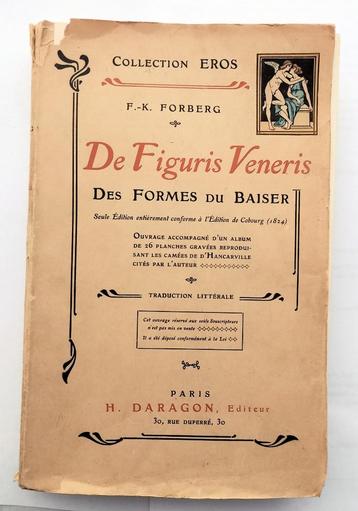 COLLECTION EROS
F.-K. FORBERG
De Figuris Veneris
DES FORMES DU BAISER
Seule Édition entièrement conforme à l'Édition de Cobourg (1824)
OUVRAGE ACCOMPAGNÉ D'UN ALBUM
DE 26 PLANCHES GRAVÉES REPRODUI-
SANT LES CAMÉES DE D'HANCARVILLE
CITÉS PAR L'AUTEUR
TRADUCTION LITTÉRALE
Cet ouvrage réservé aux seuls Souscripteurs
n'est pas mis en vente
Il a été déposé conformément à la Loi
PARIS
H. DARAGON, Editeur
30, RUE DUPERRÉ, 30